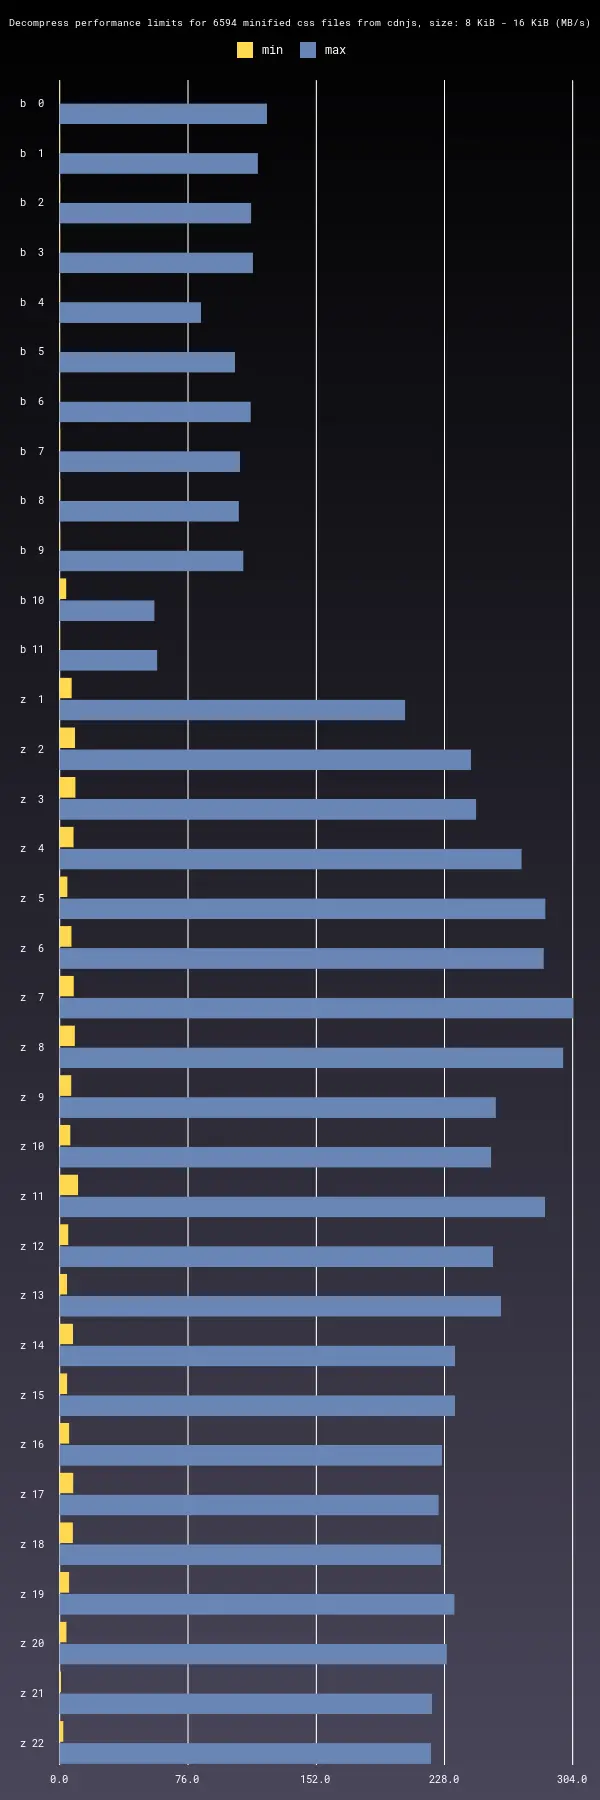 Decompress performance limits for 6594 minified css files from cdnjs, size: 8 KiB - 16 KiB (MB/s)
min max
b 0
b 1
b 2
b 3
b 4
b 5
b 6
b 7
b 8
b 9
b 10
b 11
z 1
z 2
z 3
z 4
z 5
z 6
z 7
z 8
z 9
z 10
z 11
z 12
z 13
z 14
z 15
z 16
z 17
z 18
z 19
z 20
z 21
z 22
0.0 76.0 152.0 228.0 304.0